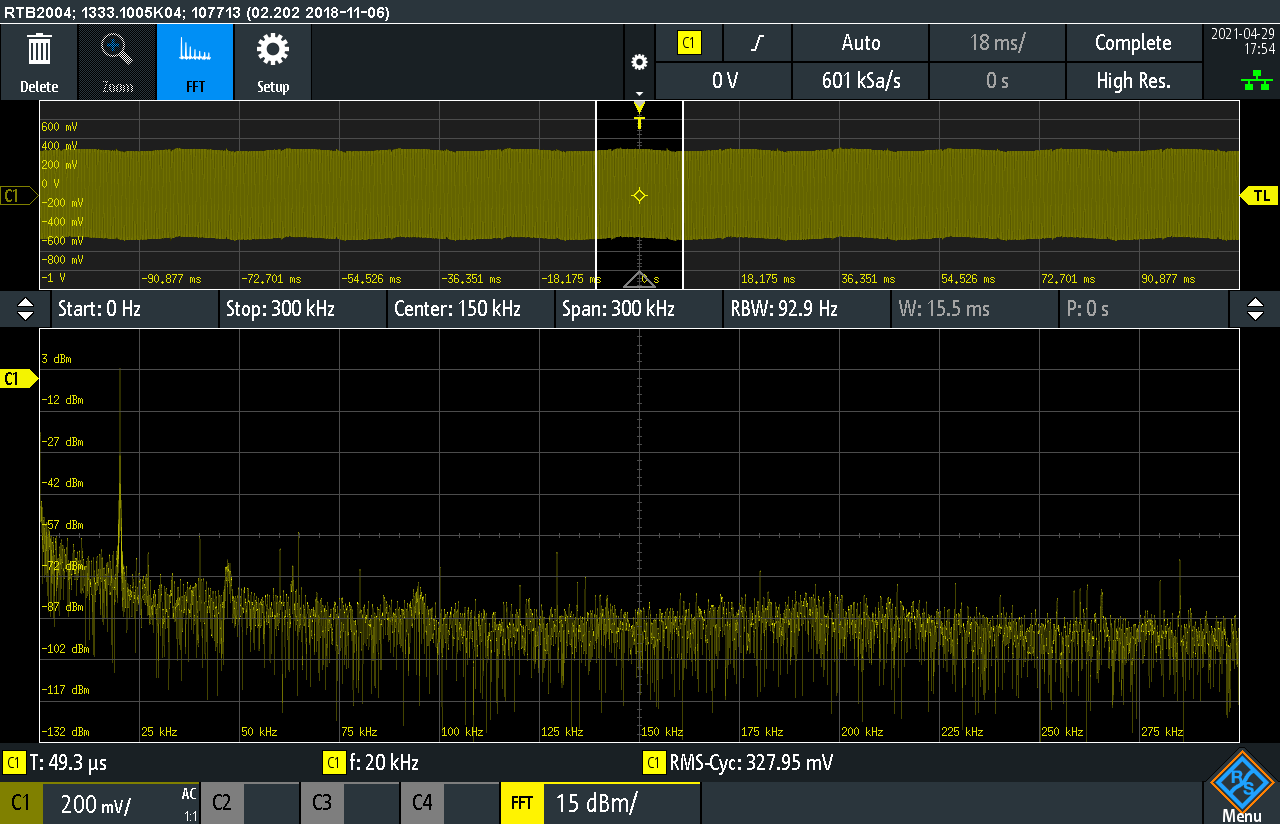 RTB2004; 1333.1005K04; 107713 (02.202 2018-11-06)
Delete
Zoom
FFT
Setup
C1
Auto
18 ms/
Complete
0 V
601 kSa/s
0 s
High Res.
2021-04-29
17:54
T
600 mV
400 mV
200 mV
0 V
-200 mV
-400 mV
-600 mV
-800 mV
-1 V
C1
TL
-90,877 ms
-72,701 ms
-54,526 ms
-36,351 ms
-18,175 ms
0 s
18,175 ms
36,351 ms
54,526 ms
72,701 ms
90,877 ms
Start: 0 Hz
Stop: 300 kHz
Center: 150 kHz
Span: 300 kHz
RBW: 92.9 Hz
W: 15.5 ms
P: 0 s
3 dBm
C1
-12 dBm
-27 dBm
-42 dBm
-57 dBm
-72 dBm
-87 dBm
-102 dBm
-117 dBm
-132 dBm
25 kHz
50 kHz
75 kHz
100 kHz
125 kHz
150 kHz
175 kHz
200 kHz
225 kHz
250 kHz
275 kHz
C1 T: 49.3 µs
C1 f: 20 kHz
C1 RMS-Cyc: 327.95 mV
C1
200 mV/
AC
1:1
C2
C3
C4
FFT
15 dBm/
R S
Menu